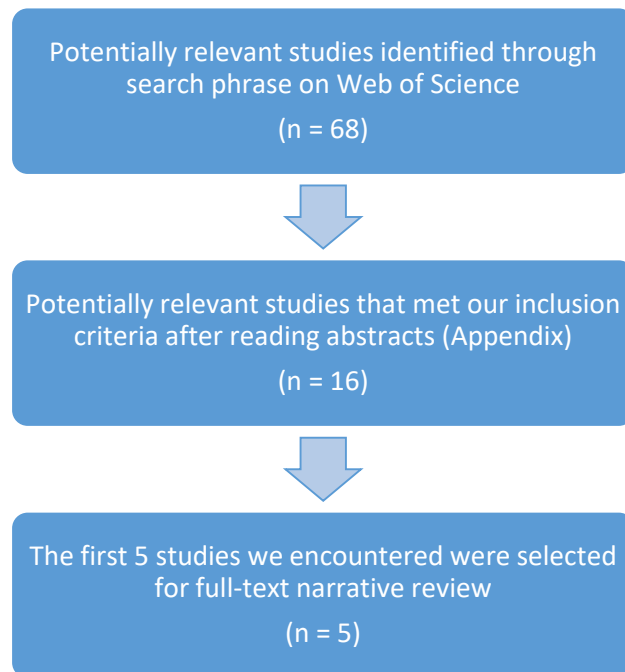 Potentially relevant studies identified through
search phrase on Web of Science
(n = 68)
Potentially relevant studies that met our inclusion
criteria after reading abstracts (Appendix)
(n = 16)
The first 5 studies we encountered were selected
for full-text narrative review
(n = 5)